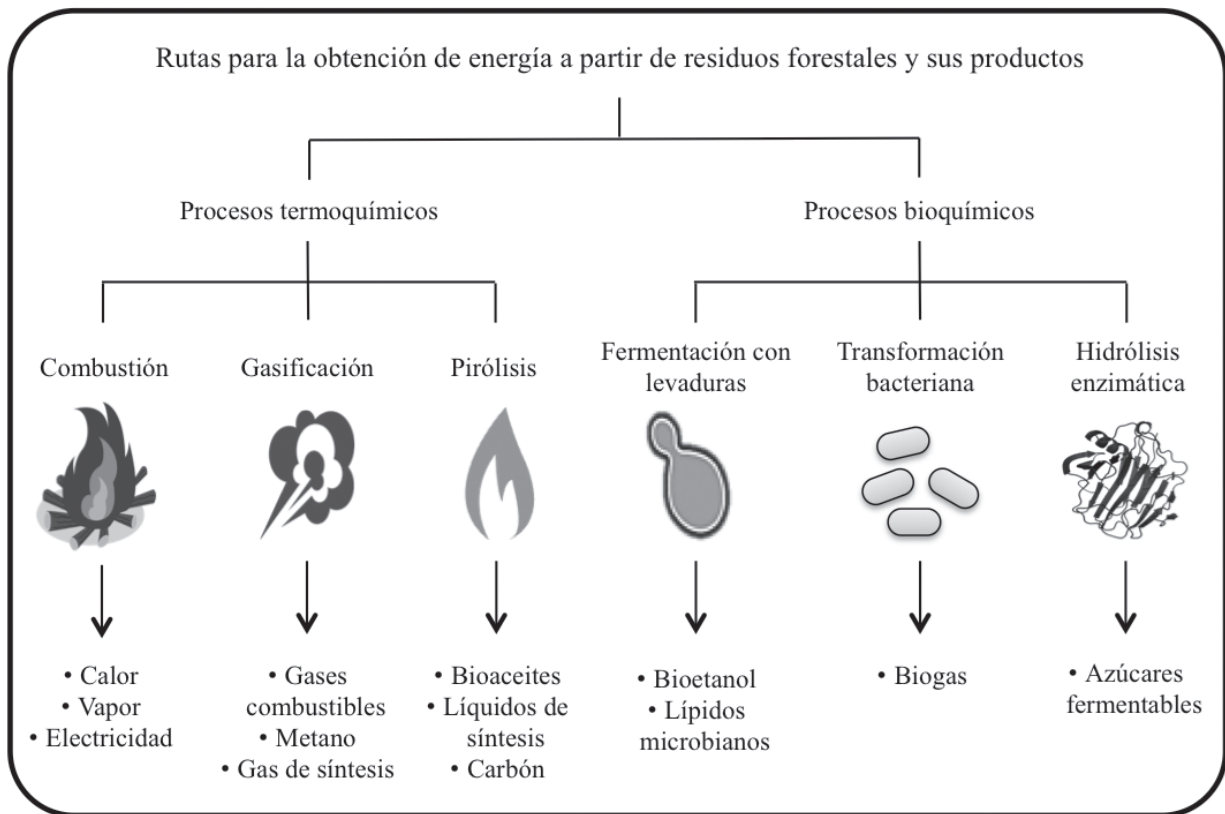 Rutas para la obtención de energía a partir de residuos forestales y sus productos
Procesos termoquímicos
Procesos bioquímicos
Combustión
Gasificación
Pirólisis
Fermentación con
levaduras
Transformación
bacteriana
Hidrólisis
enzimática
• Calor
• Vapor
• Electricidad
• Gases
combustibles
• Metano
• Gas de síntesis
• Bioaceites
• Líquidos de
síntesis
• Carbón
• Bioetanol
• Lípidos
microbianos
• Biogas
• Azúcares
fermentables